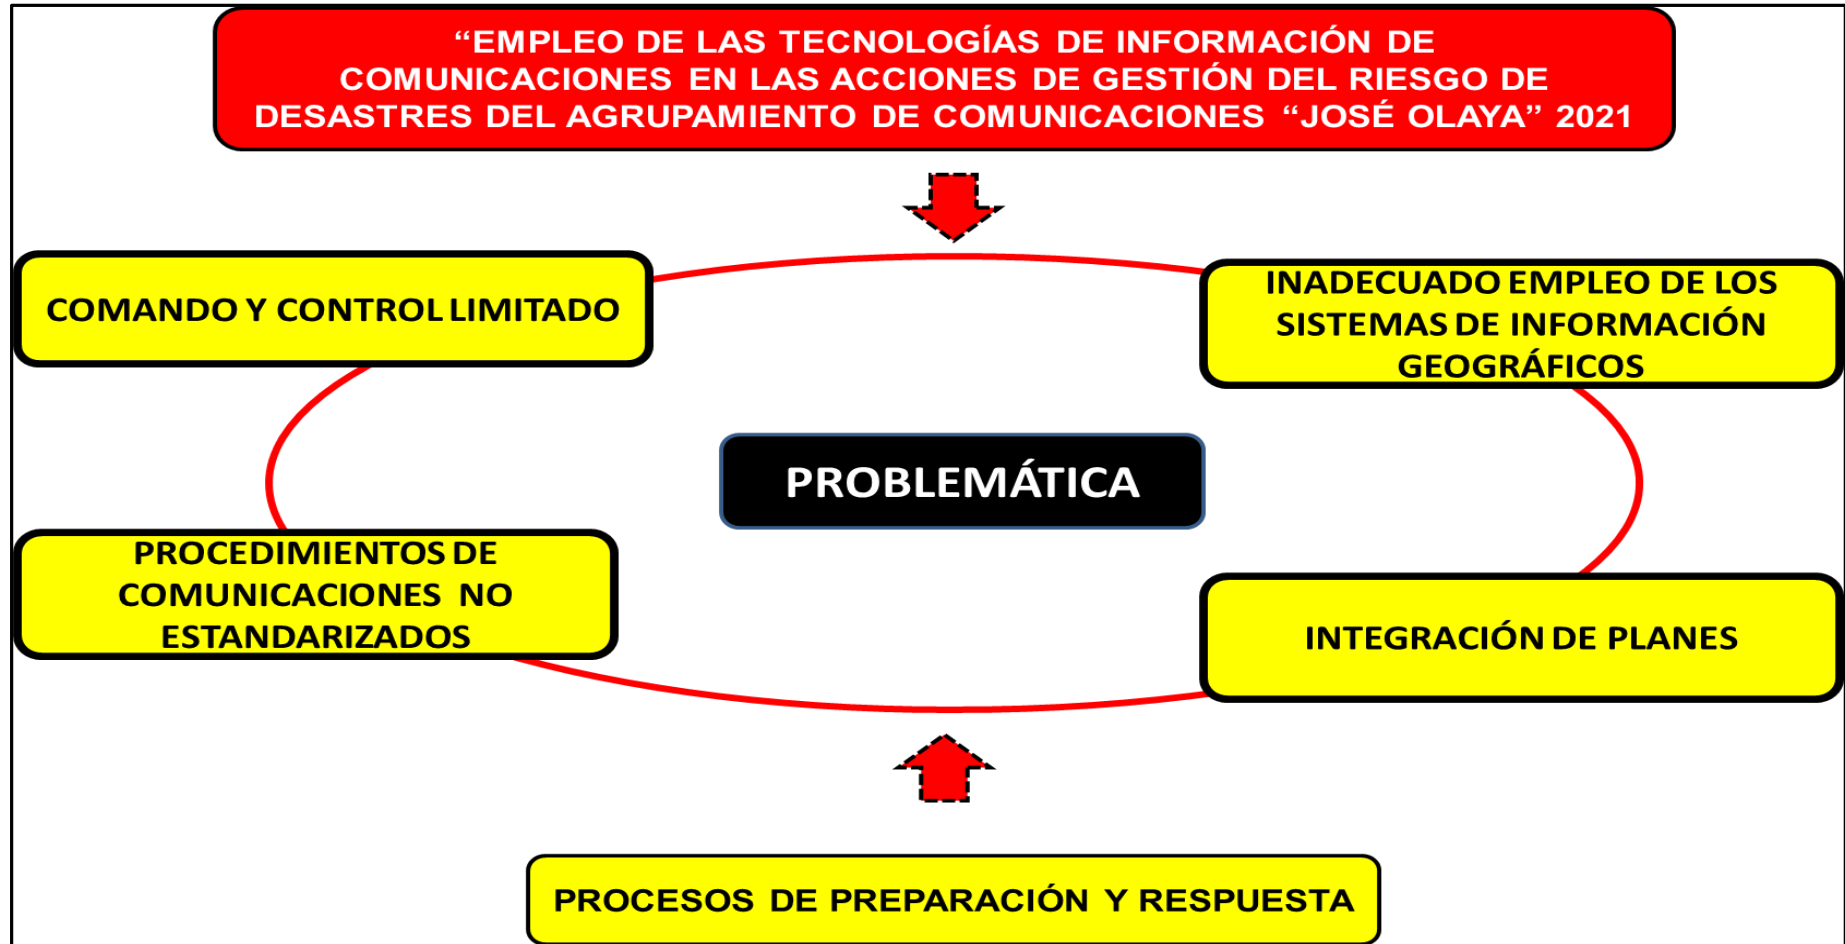 “EMPLEO DE LAS TECNOLOGÍAS DE INFORMACIÓN DE
COMUNICACIONES EN LAS ACCIONES DE GESTIÓN DEL RIESGO DE
DESASTRES DEL AGRUPAMIENTO DE COMUNICACIONES “JOSÉ OLAYA” 2021
COMANDO Y CONTROL LIMITADO
INADECUADO EMPLEO DE LOS
SISTEMAS DE INFORMACIÓN
GEOGRÁFICOS
PROBLEMÁTICA
PROCEDIMIENTOS DE
COMUNICACIONES NO
ESTANDARIZADOS
INTEGRACIÓN DE PLANES
PROCESOS DE PREPARACIÓN Y RESPUESTA